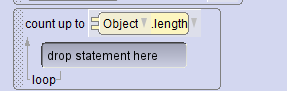 count up to Object .length
drop statement here
loop